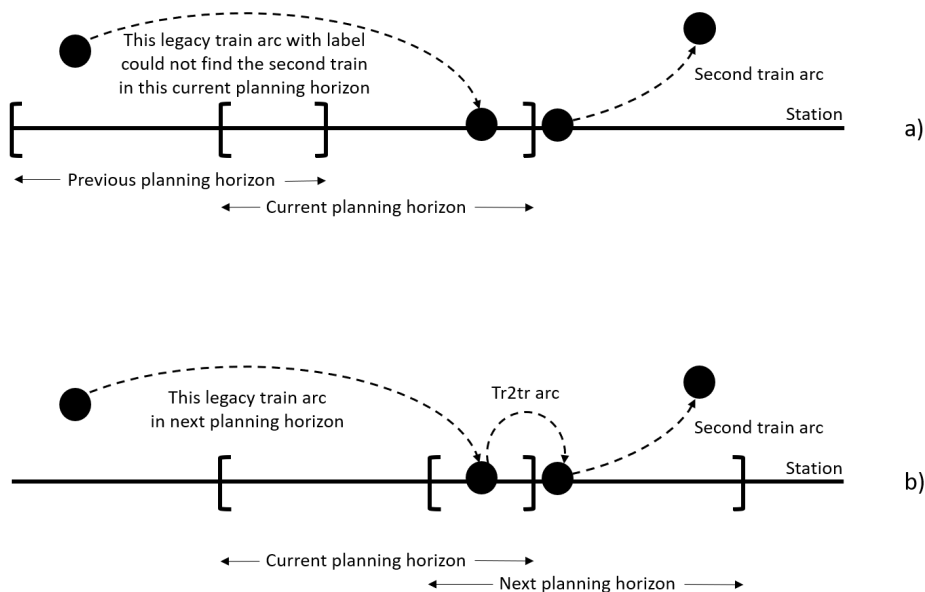 This legacy train arc with label
could not find the second train
in this current planning horizon
Second train arc
Station
a)
Previous planning horizon
Current planning horizon
This legacy train arc
in next planning horizon
Tr2tr arc
Second train arc
Station
b)
Current planning horizon
Next planning horizon